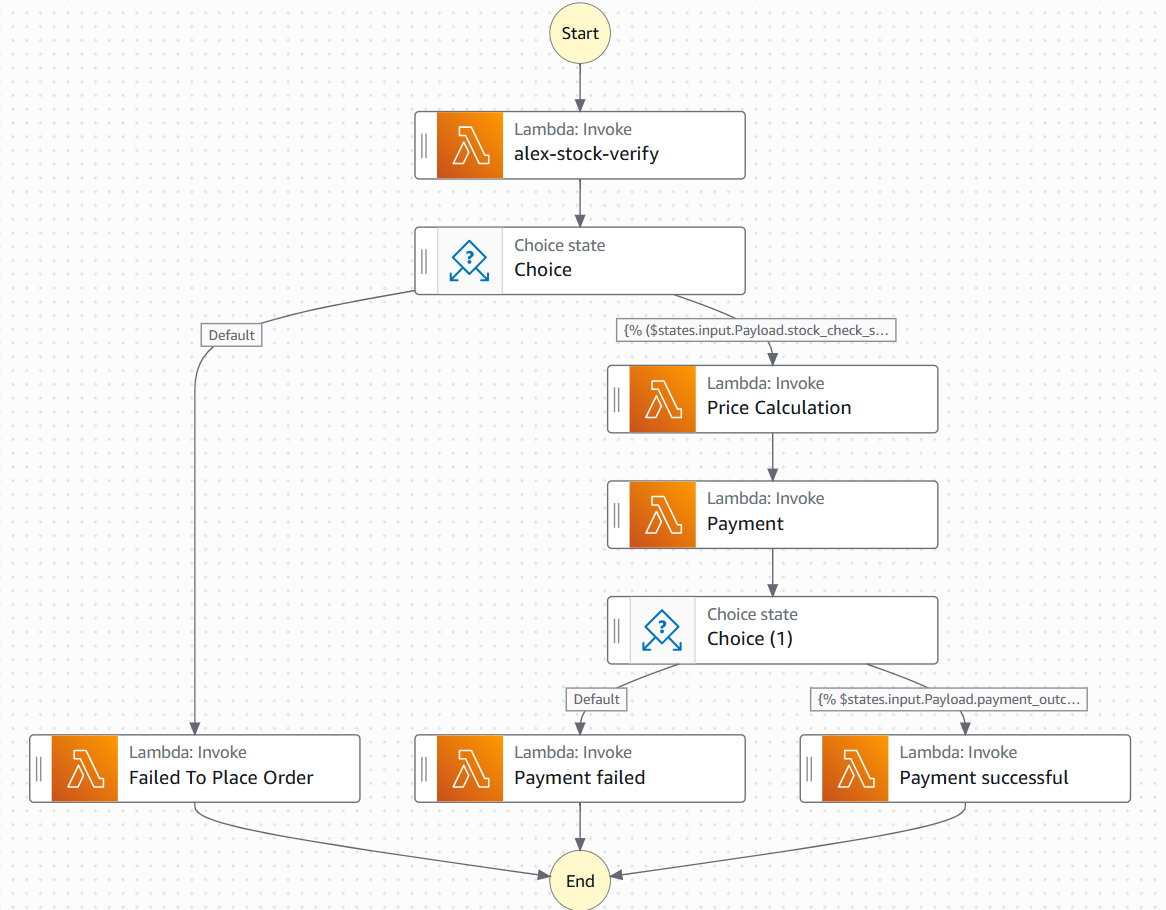 Start
Lambda: Invoke
alex-stock-verify
Choice state
Choice
Default
{% ($states.input.Payload.stock_check_s...
Lambda: Invoke
Price Calculation
Lambda: Invoke
Payment
Choice state
Choice (1)
Default
{% $states.input.Payload.payment_outc...
Lambda: Invoke
Failed To Place Order
Lambda: Invoke
Payment failed
Lambda: Invoke
Payment successful
End